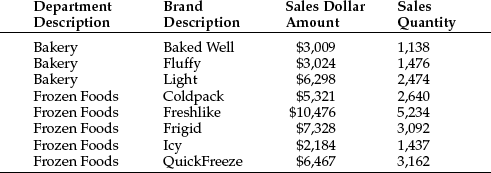 Department Brand Sales Dollar Sales
Description Description Amount Quantity
Bakery Baked Well $3,009 1,138
Bakery Fluffy $3,024 1,476
Bakery Light $6,298 2,474
Frozen Foods Coldpack $5,321 2,640
Frozen Foods Freshlike $10,476 5,234
Frozen Foods Frigid $7,328 3,092
Frozen Foods Icy $2,184 1,437
Frozen Foods QuickFreeze $6,467 3,162